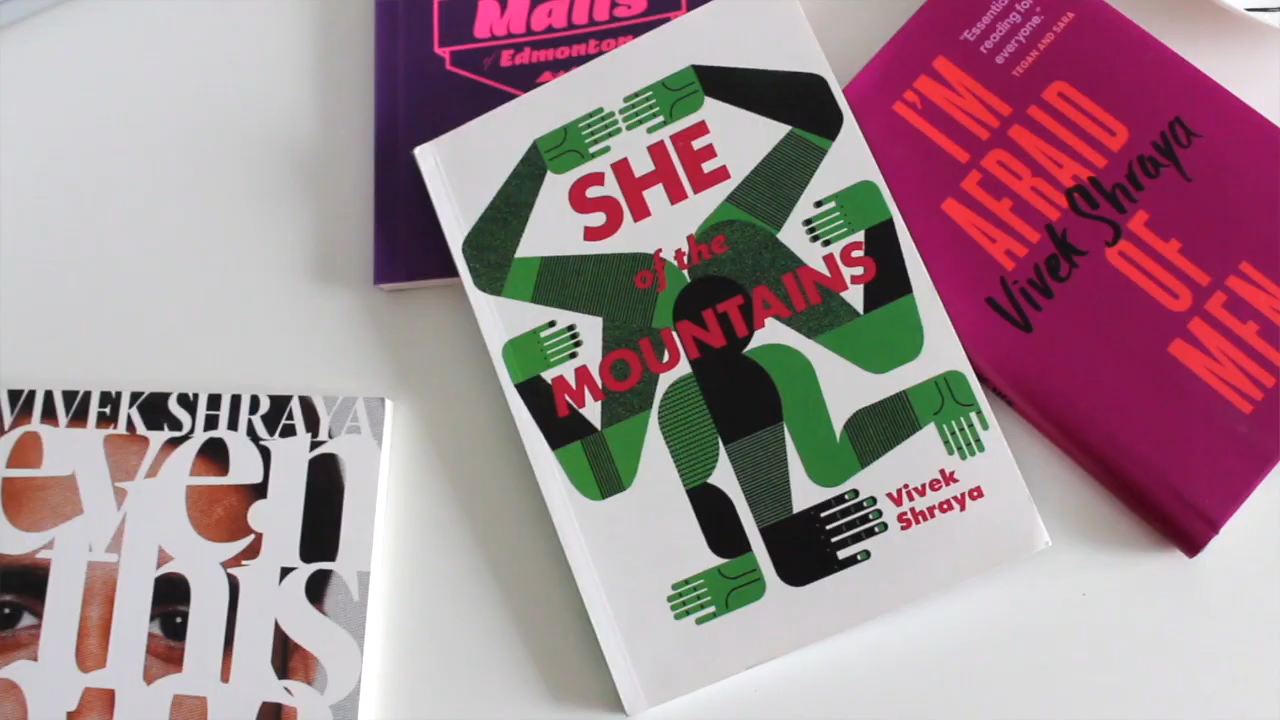 Malls
of Edmonton
SHE
of the
MOUNTAINS
Vivek
Shraya
"Essential
reading for
everyone."
TEGAN AND SARA
I'M
AFRAID
OF
MEN
Vivek Shraya
VIVEK SHRAYA
even
this